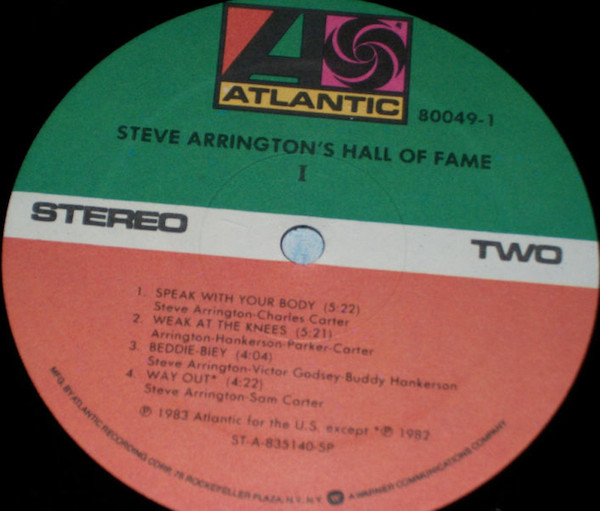 ATLANTIC
80049-1
STEVE ARRINGTON'S HALL OF FAME
I
STEREO
TWO
1. SPEAK WITH YOUR BODY (5:22)
Steve Arrington-Charles Carter
2. WEAK AT THE KNEES (5:21)
Arrington-Hankerson-Parker-Carter
3. BEDDIE-BIEY (4:04)
Steve Arrington-Victor Godsey-Buddy Hankerson
4. WAY OUT* (4:22)
Steve Arrington-Sam Carter
℗ 1983 Atlantic for the U.S. except *℗ 1982
ST-A-835140-SP
MFG. BY ATLANTIC RECORDING CORP. 75 ROCKEFELLER PLAZA, N.Y., N.Y. W A WARNER COMMUNICATIONS COMPANY